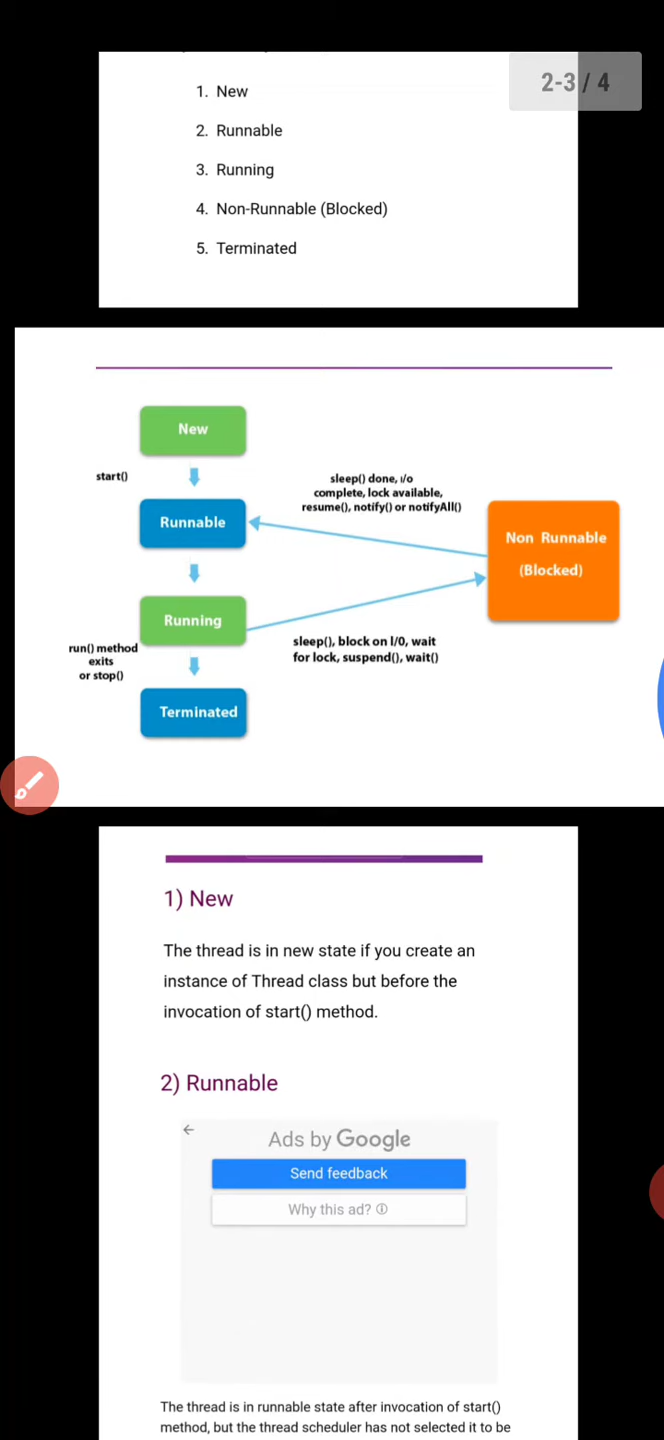 2-3 / 4
1. New
2. Runnable
3. Running
4. Non-Runnable (Blocked)
5. Terminated
New
start()
sleep() done, i/o
complete, lock available,
resume(), notify() or notifyAll()
Runnable
Non Runnable
(Blocked)
Running
sleep(), block on I/0, wait
for lock, suspend(), wait()
run() method
exits
or stop()
Terminated
1) New
The thread is in new state if you create an
instance of Thread class but before the
invocation of start() method.
2) Runnable
Ads by Google
Send feedback
Why this ad?
The thread is in runnable state after invocation of start()
method, but the thread scheduler has not selected it to be